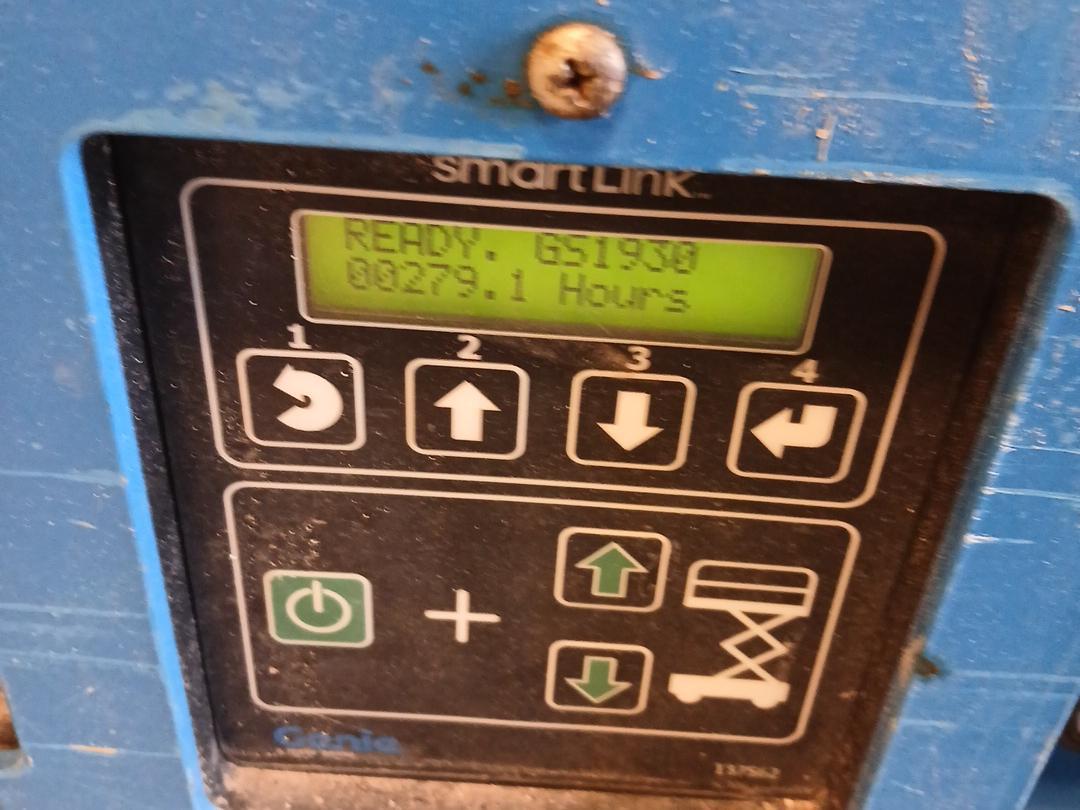 smartLink
READY. GS1930
00279.1 Hours
1 2 3 4
Genie